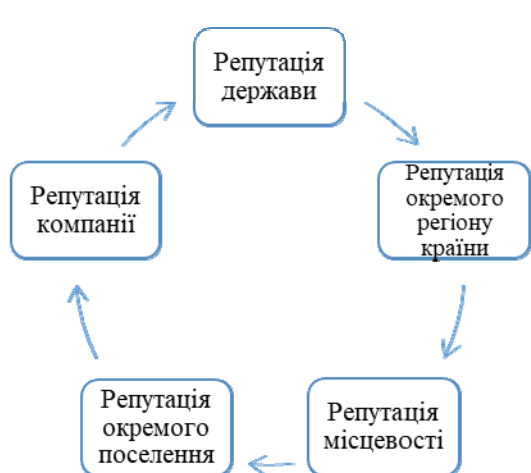 Репутація
держави
Репутація
окремого
регіону
країни
Репутація
місцевості
Репутація
окремого
поселення
Репутація
компанії